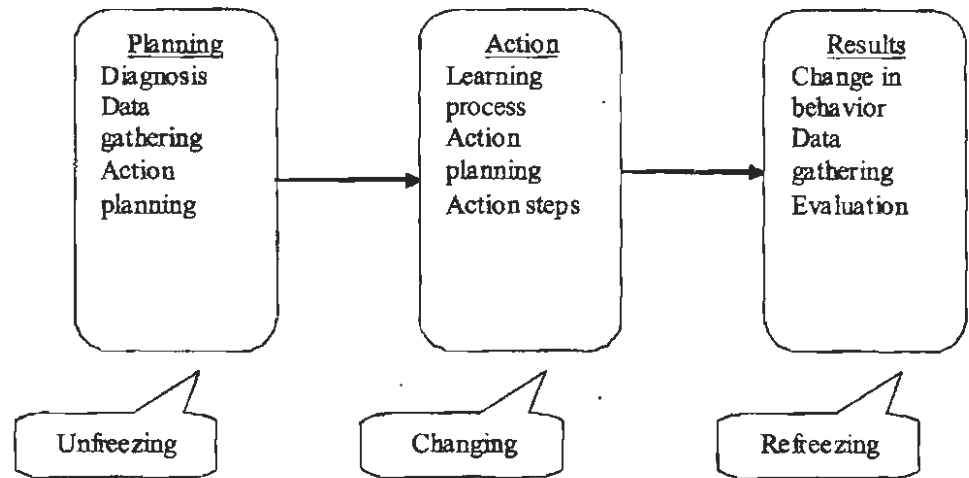 Planning
Diagnosis
Data
gathering
Action
planning
Action
Learning
process
Action
planning
Action steps
Results
Change in
behavior
Data
gathering
Evaluation
Unfreezing
Changing
Refreezing